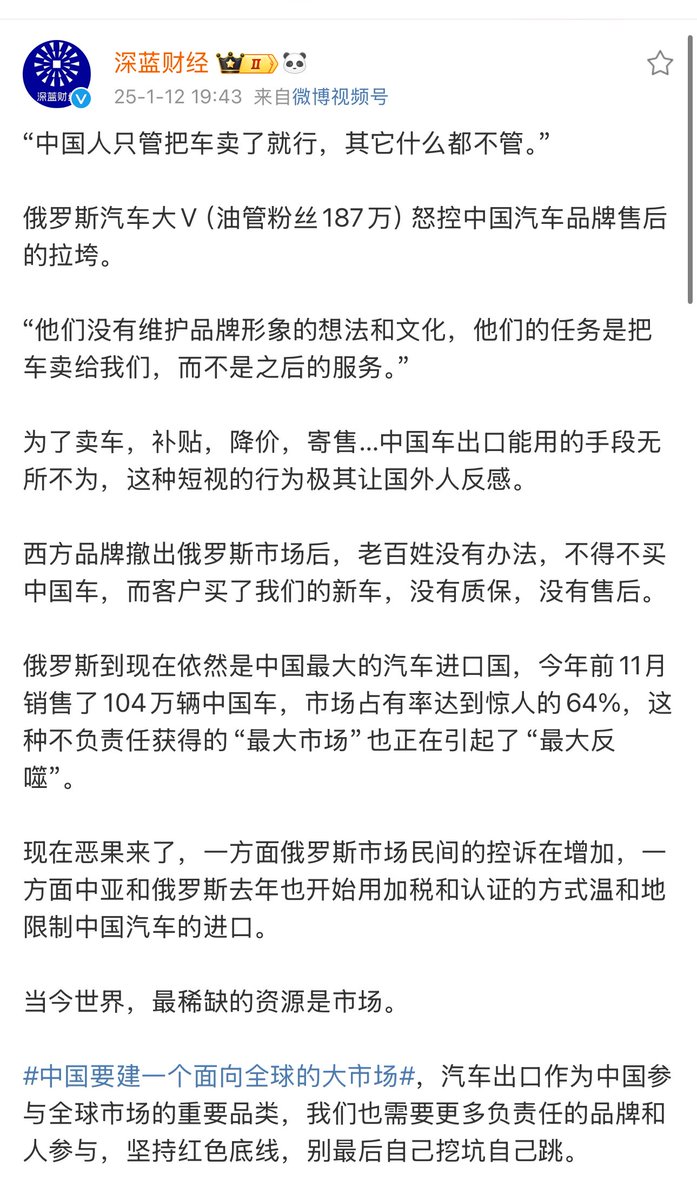 深蓝财经 II
深蓝财
25-1-12 19:43 来自微博视频号
“中国人只管把车卖了就行，其它什么都不管。”
俄罗斯汽车大V（油管粉丝187万）怒控中国汽车品牌售后
的拉垮。
“他们没有维护品牌形象的想法和文化，他们的任务是把
车卖给我们，而不是之后的服务。”
为了卖车，补贴，降价，寄售...中国车出口能用的手段无
所不为，这种短视的行为极其让国外人反感。
西方品牌撤出俄罗斯市场后，老百姓没有办法，不得不买
中国车，而客户买了我们的新车，没有质保，没有售后。
俄罗斯到现在依然是中国最大的汽车进口国，今年前11月
销售了104万辆中国车，市场占有率达到惊人的64%，这
种不负责任获得的“最大市场”也正在引起了“最大反
噬”。
现在恶果来了，一方面俄罗斯市场民间的控诉在增加，一
方面中亚和俄罗斯去年也开始用加税和认证的方式温和地
限制中国汽车的进口。
当今世界，最稀缺的资源是市场。
#中国要建一个面向全球的大市场#，汽车出口作为中国参
与全球市场的重要品类，我们也需要更多负责任的品牌和
人参与，坚持红色底线，别最后自己挖坑自己跳。